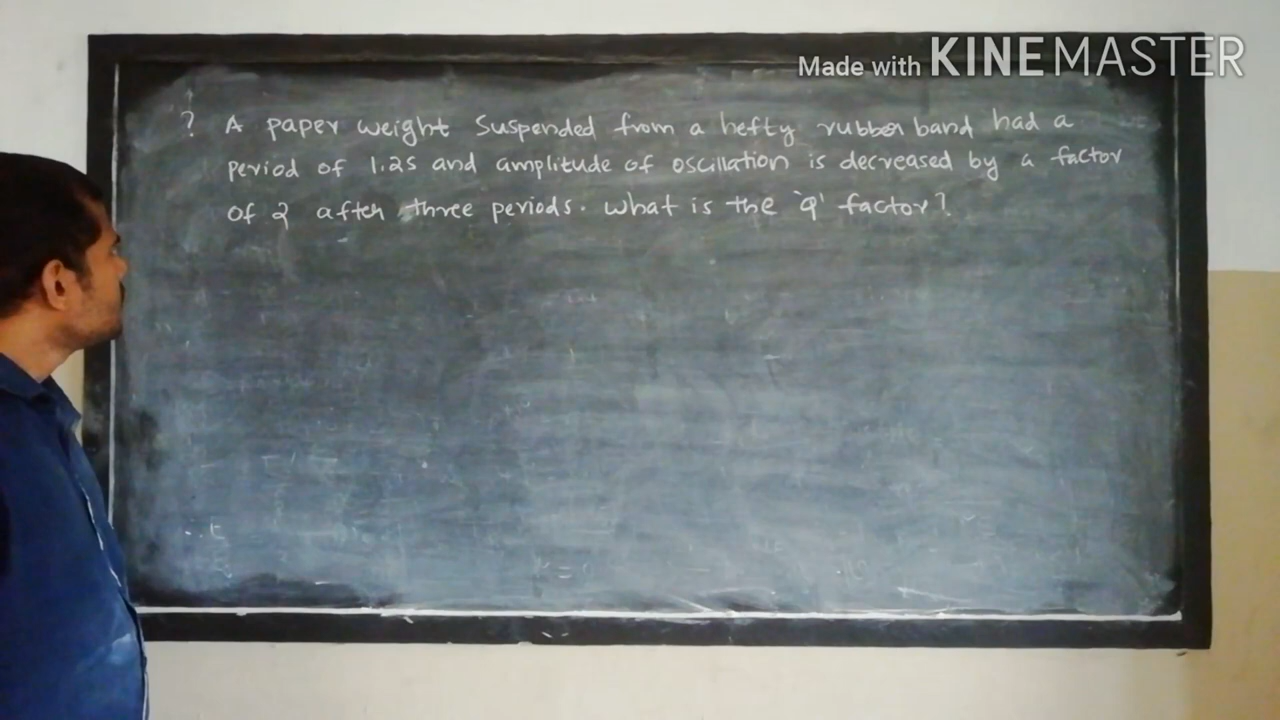 Made with KINEMASTER
? A paper weight suspended from a hefty rubber band had a
period of 1.2s and amplitude of oscillation is decreased by a factor
of 2 after three periods. What is the 'Q' factor?